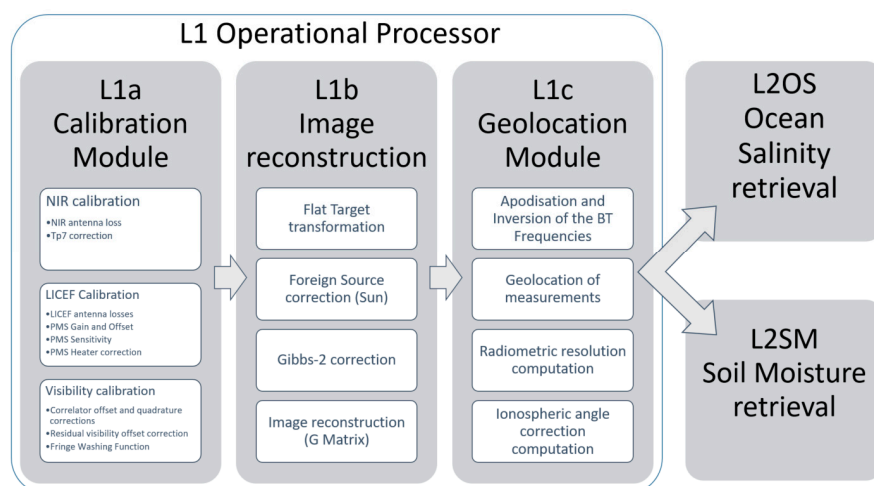 L1 Operational Processor
L1a
Calibration
Module
NIR calibration
•NIR antenna loss
•Tp7 correction
LICEF Calibration
•LICEF antenna losses
•PMS Gain and Offset
•PMS Sensitivity
•PMS Heater correction
Visibility calibration
•Correlator offset and quadrature
corrections
•Residual visibility offset correction
•Fringe Washing Function
L1b
Image
reconstruction
Flat Target
transformation
Foreign Source
correction (Sun)
Gibbs-2 correction
Image reconstruction
(G Matrix)
L1c
Geolocation
Module
Apodisation and
Inversion of the BT
Frequencies
Geolocation of
measurements
Radiometric resolution
computation
Ionospheric angle
correction
computation
L2OS
Ocean
Salinity
retrieval
L2SM
Soil Moisture
retrieval